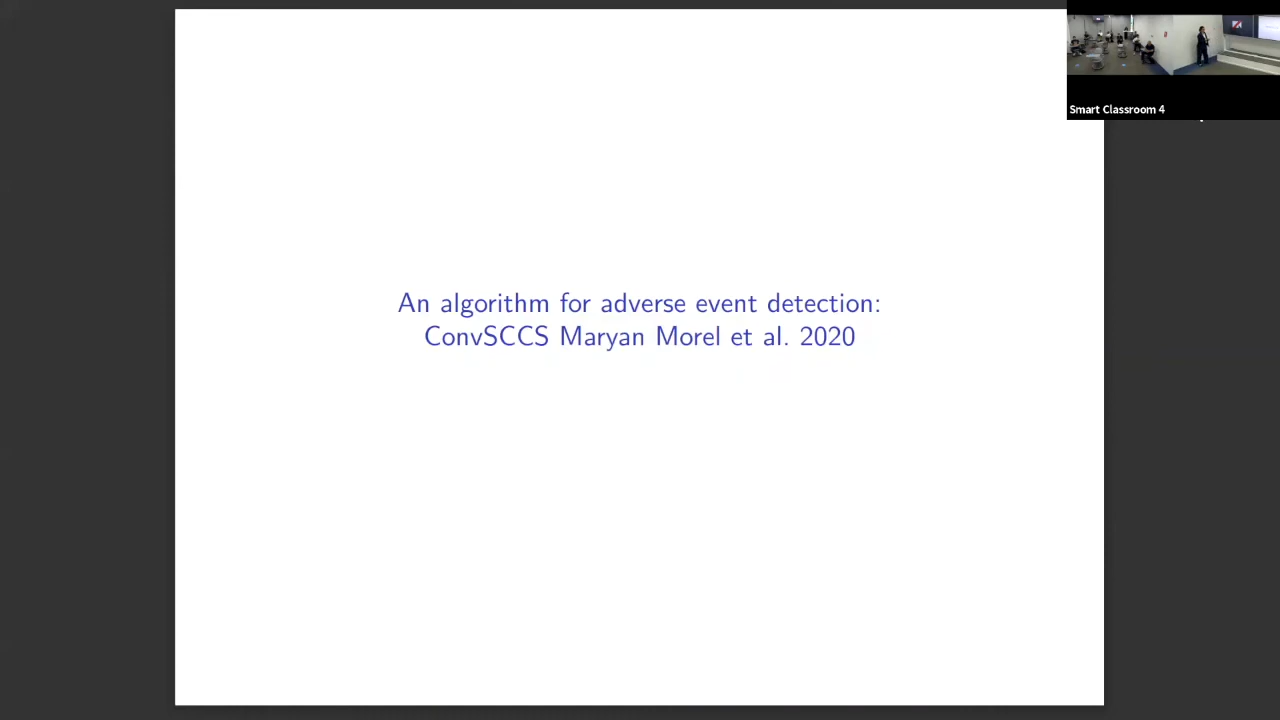 Smart Classroom 4
An algorithm for adverse event detection:
ConvSCCS Maryan Morel et al. 2020